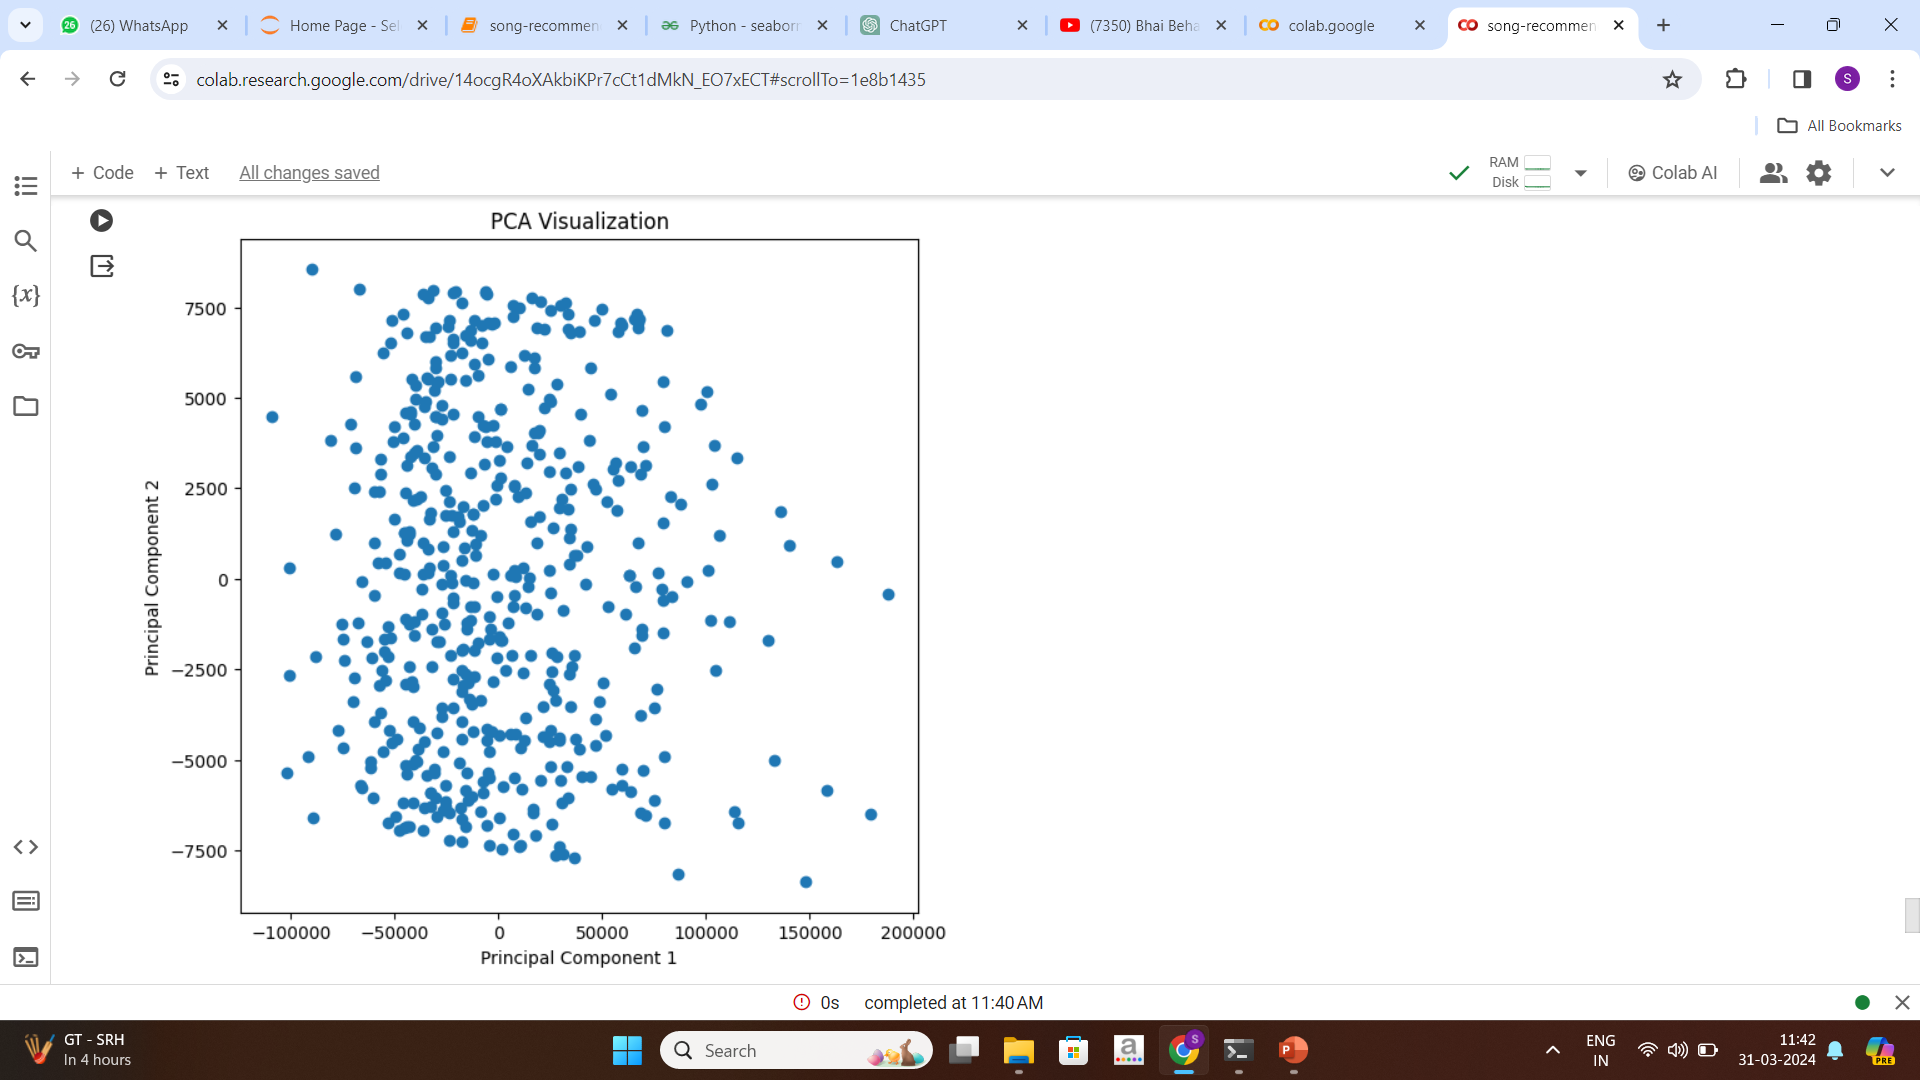 26 (26) WhatsApp
Home Page - Sel
song-recommen
Python - seaborn
ChatGPT
(7350) Bhai Beha
colab.google
song-recommen
colab.research.google.com/drive/14ocgR4oXAkbiKPr7cCt1dMkN_EO7xECT#scrollTo=1e8b1435
S
All Bookmarks
+ Code + Text All changes saved
RAM
Disk
Colab AI
{x}
PCA Visualization
7500
5000
2500
0
−2500
−5000
−7500
Principal Component 2
−100000 −50000 0 50000 100000 150000 200000
Principal Component 1
0s completed at 11:40 AM
GT - SRH
In 4 hours
Search
a
S
P
ENG
IN
11:42
31-03-2024
PRE